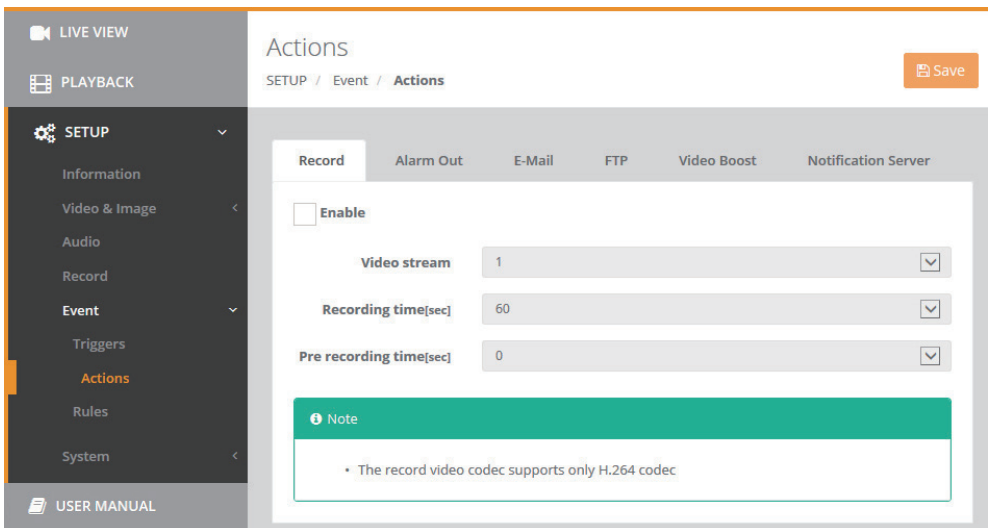 LIVE VIEW
PLAYBACK
SETUP
Information
Video & Image
Audio
Record
Event
Triggers
Actions
Rules
System
USER MANUAL
Actions
SETUP / Event / Actions
Save
Record Alarm Out E-Mail FTP Video Boost Notification Server
Enable
Video stream 1
Recording time[sec] 60
Pre recording time[sec] 0
Note
• The record video codec supports only H.264 codec